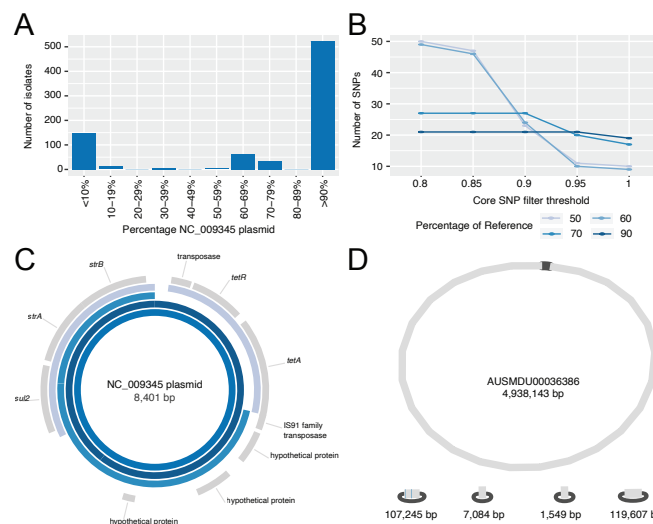 A
Number of isolates
500
400
300
200
100
0
<10%
10–19%
20–29%
30–39%
40–49%
50–59%
60–69%
70–79%
80–89%
>90%
Percentage NC_009345 plasmid
B
Number of SNPs
50
40
30
20
10
0.8
0.85
0.9
0.95
1
Core SNP filter threshold
Percentage of Reference
50
60
70
90
C
strB
transposase
tetR
strA
tetA
sul2
NC_009345 plasmid
8,401 bp
IS91 family
transposase
hypothetical protein
hypothetical protein
hypothetical protein
D
AUSMDU00036386
4,938,143 bp
107,245 bp
7,084 bp
1,549 bp
119,607 bp